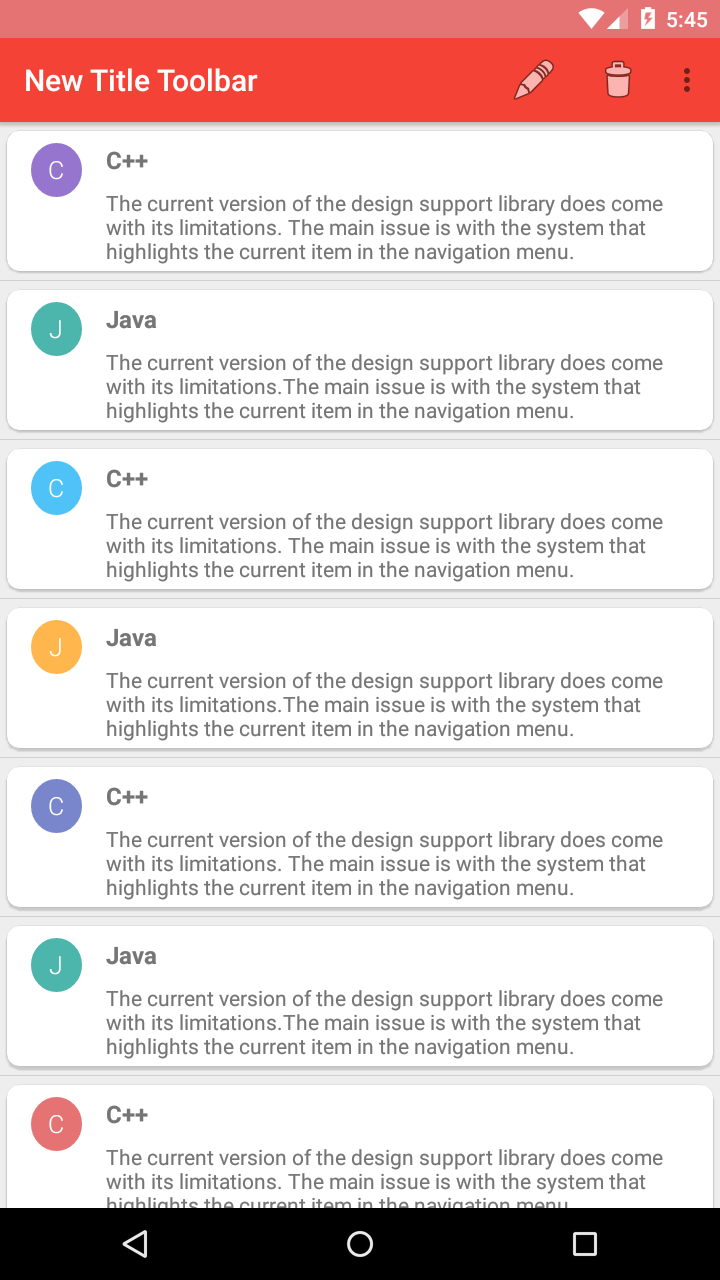 5:45
New Title Toolbar
C
C++
The current version of the design support library does come
with its limitations. The main issue is with the system that
highlights the current item in the navigation menu.
J
Java
The current version of the design support library does come
with its limitations.The main issue is with the system that
highlights the current item in the navigation menu.
C
C++
The current version of the design support library does come
with its limitations. The main issue is with the system that
highlights the current item in the navigation menu.
J
Java
The current version of the design support library does come
with its limitations.The main issue is with the system that
highlights the current item in the navigation menu.
C
C++
The current version of the design support library does come
with its limitations. The main issue is with the system that
highlights the current item in the navigation menu.
J
Java
The current version of the design support library does come
with its limitations.The main issue is with the system that
highlights the current item in the navigation menu.
C
C++
The current version of the design support library does come
with its limitations. The main issue is with the system that
highlights the current item in the navigation menu.